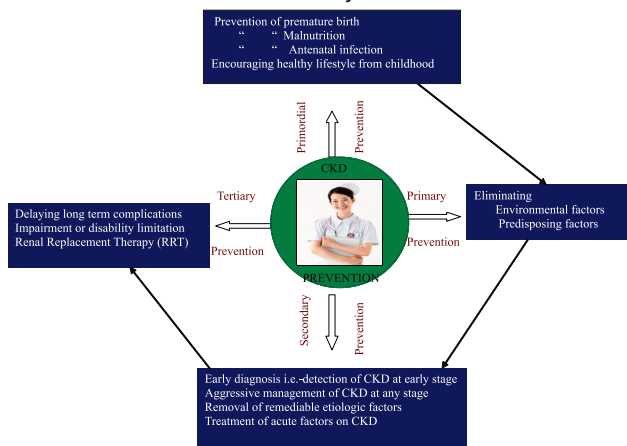 Prevention of premature birth
“ “ Malnutrition
“ “ Antenatal infection
Encouraging healthy lifestyle from childhood
Primordial
Prevention
CKD
Tertiary
Prevention
Primary
Prevention
Delaying long term complications
Impairment or disability limitation
Renal Replacement Therapy (RRT)
Eliminating
Environmental factors
Predisposing factors
PREVENTION
Secondary
Prevention
Early diagnosis i.e.-detection of CKD at early stage
Aggressive management of CKD at any stage
Removal of remediable etiologic factors
Treatment of acute factors on CKD